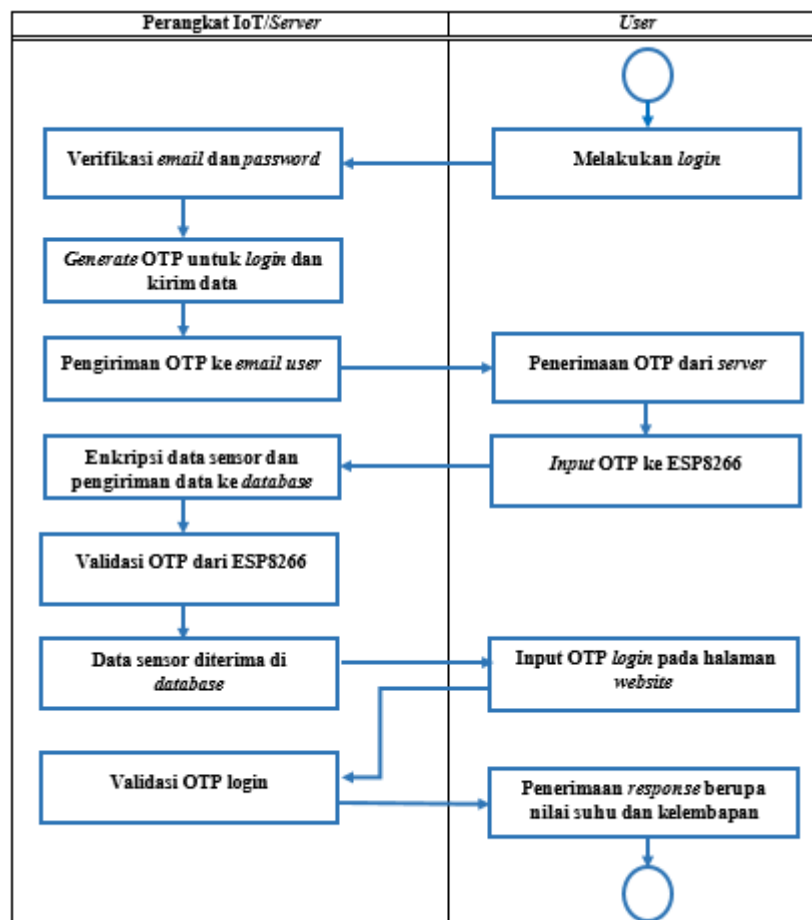 Perangkat IoT/Server
User
Melakukan login
Verifikasi email dan password
Generate OTP untuk login dan
kirim data
Pengiriman OTP ke email user
Penerimaan OTP dari server
Input OTP ke ESP8266
Enkripsi data sensor dan
pengiriman data ke database
Validasi OTP dari ESP8266
Data sensor diterima di
database
Input OTP login pada halaman
website
Validasi OTP login
Penerimaan response berupa
nilai suhu dan kelembapan